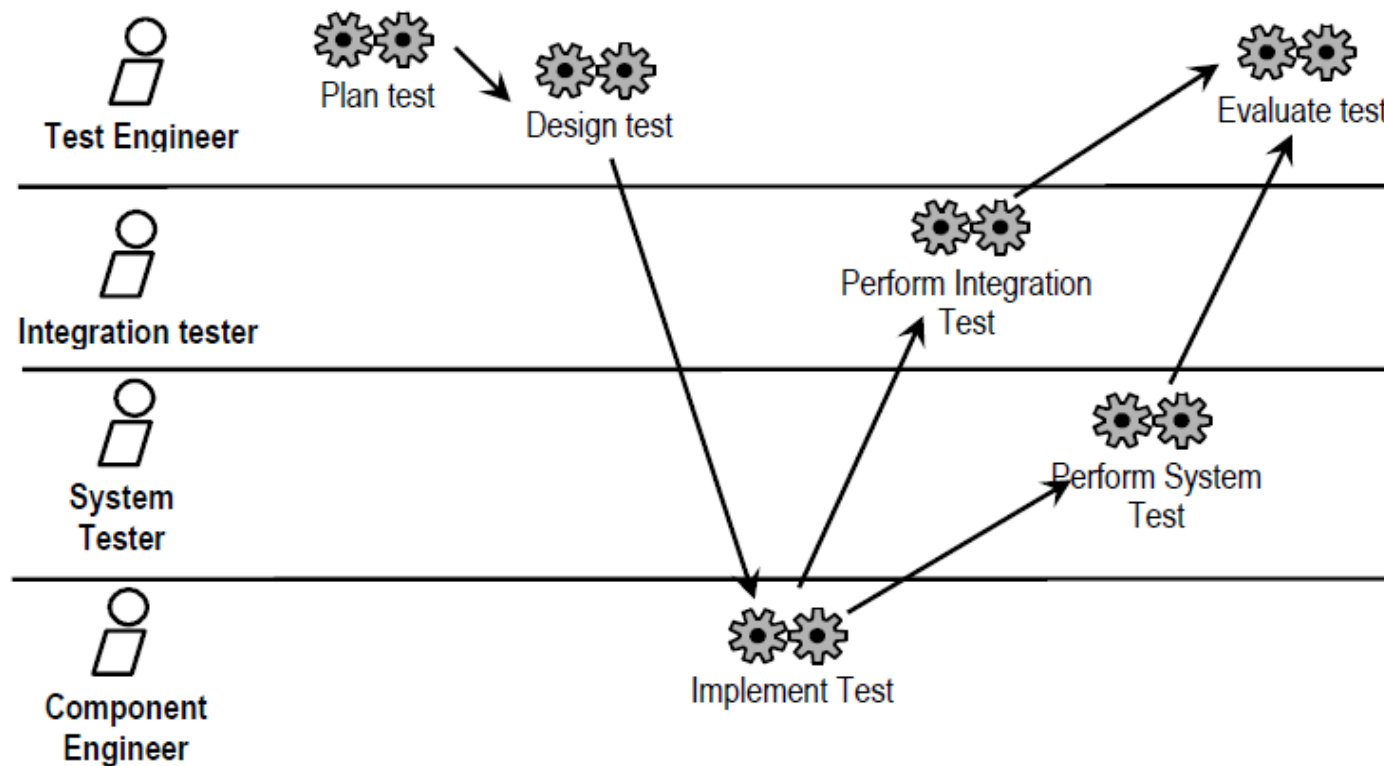 Plan test
Design test
Evaluate test
Test Engineer
Perform Integration
Test
Integration tester
Perform System
Test
System
Tester
Implement Test
Component
Engineer